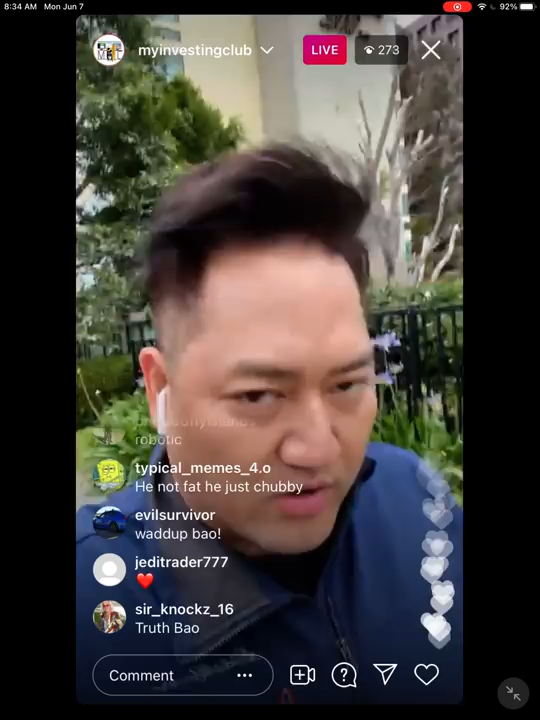 8:34 AM Mon Jun 7
92%
myinvestingclub
LIVE
273
robotic
typical_memes_4.o
He not fat he just chubby
evilsurvivor
waddup bao!
jeditrader777
sir_knockz_16
Truth Bao
Comment